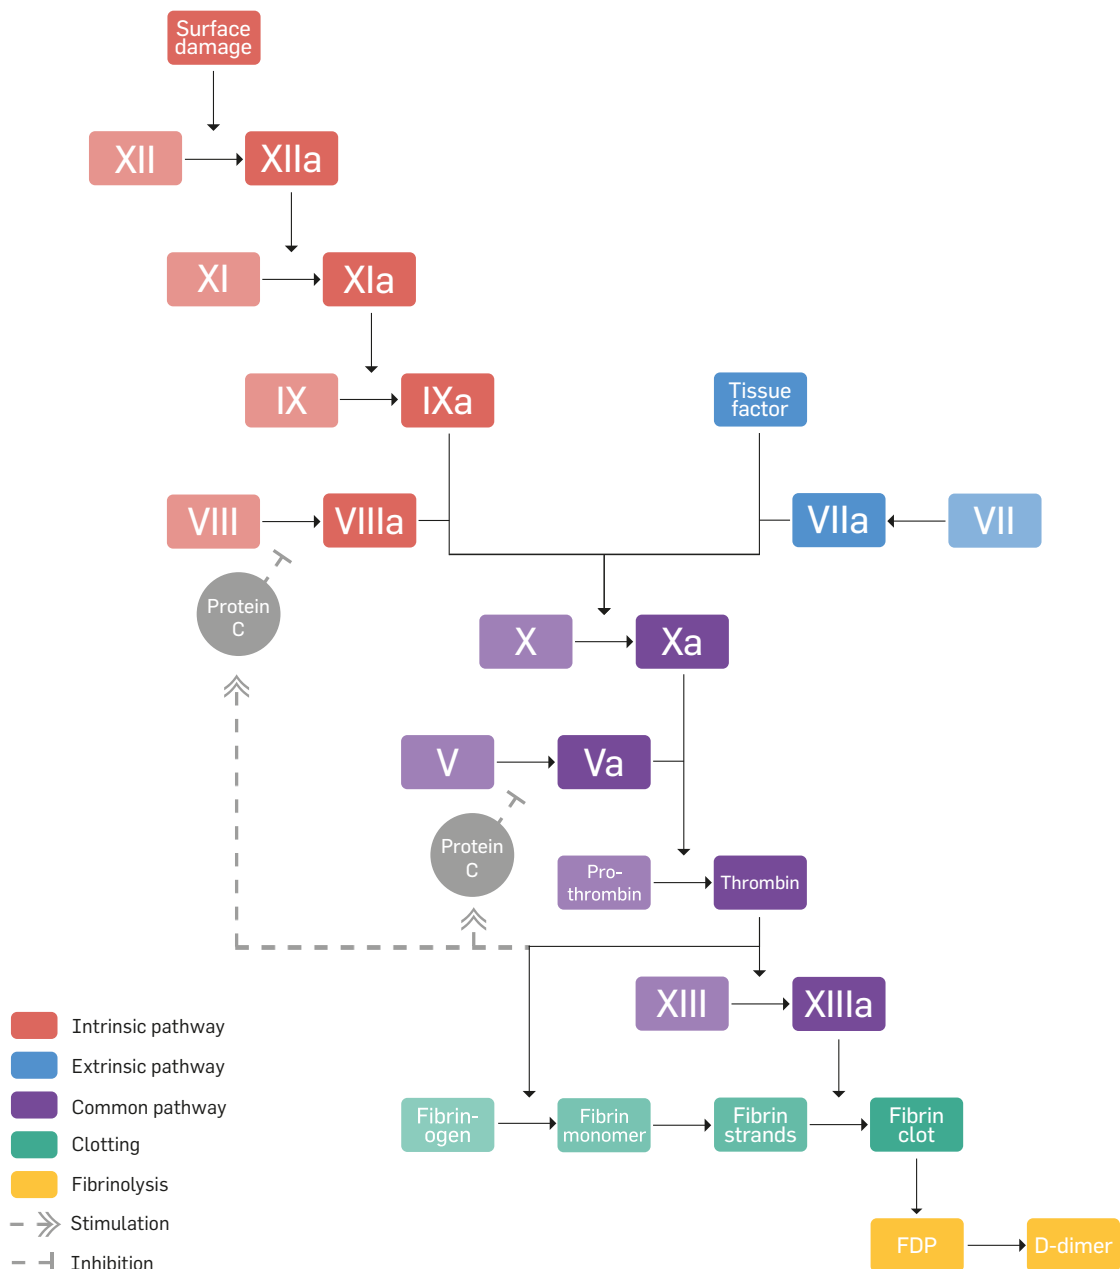 Surface
damage
XII
XIIa
XI
XIa
IX
IXa
Tissue
factor
VIII
VIIIa
VIIa
VII
Protein
C
X
Xa
V
Va
Protein
C
Pro-
thrombin
Thrombin
XIII
XIIIa
Intrinsic pathway
Extrinsic pathway
Common pathway
Clotting
Fibrinolysis
Stimulation
Inhibition
Fibrin-
ogen
Fibrin
monomer
Fibrin
strands
Fibrin
clot
FDP
D-dimer